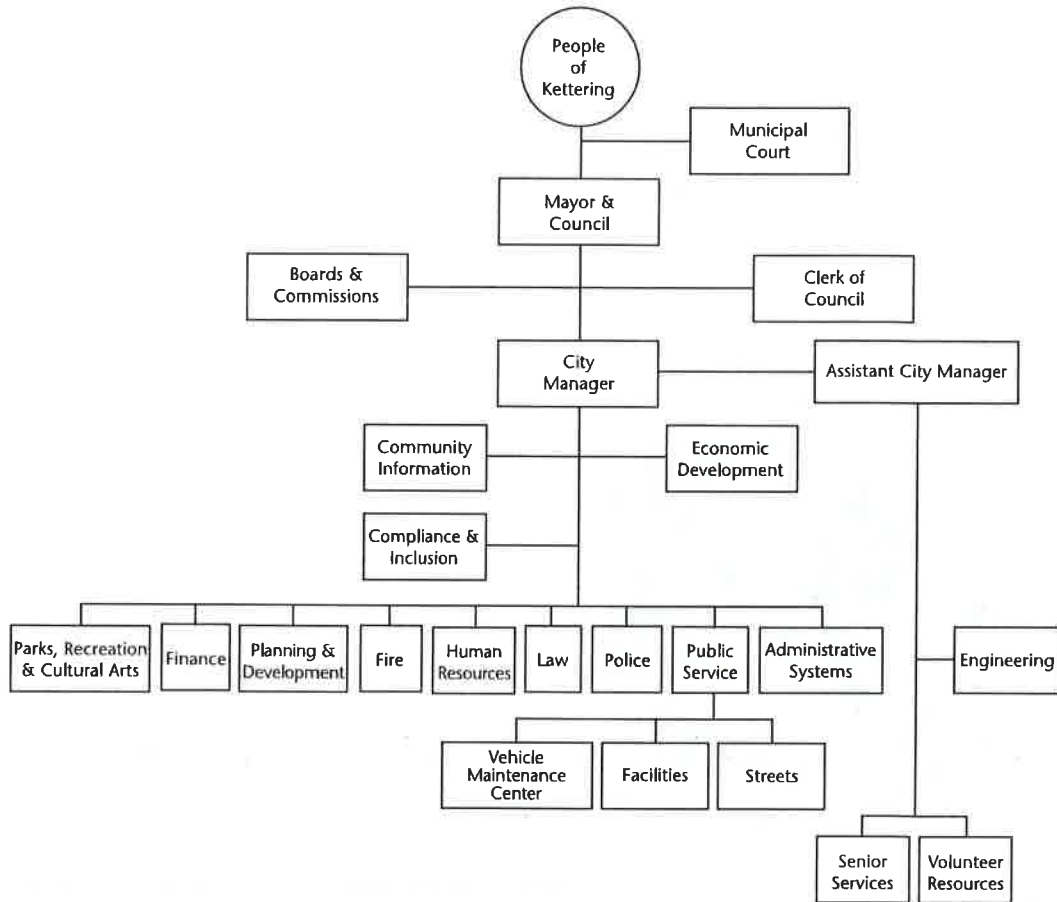 People
of
Kettering
Municipal
Court
Mayor &
Council
Boards &
Commissions
Clerk of
Council
City
Manager
Assistant City Manager
Community
Information
Economic
Development
Compliance &
Inclusion
Parks, Recreation
& Cultural Arts
Finance
Planning &
Development
Fire
Human
Resources
Law
Police
Public
Service
Administrative
Systems
Engineering
Vehicle
Maintenance
Center
Facilities
Streets
Senior
Services
Volunteer
Resources